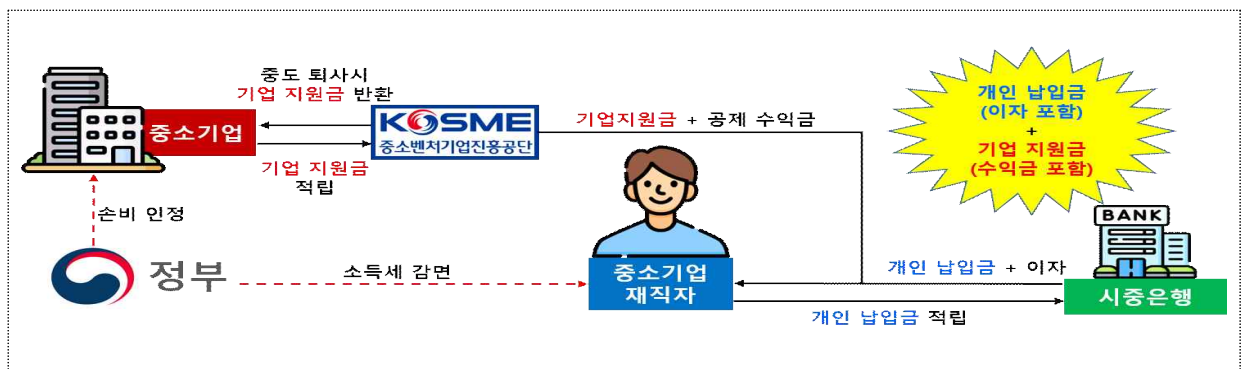 중도 퇴사시
기업 지원금 반환
중소기업
KOSME
중소벤처기업진흥공단
기업 지원금
적립
기업지원금 + 공제 수익금
개인 납입금
(이자 포함)
+
기업 지원금
(수익금 포함)
손비 인정
정부
소득세 감면
중소기업
재직자
BANK
개인 납입금 + 이자
시중은행
개인 납입금 적립